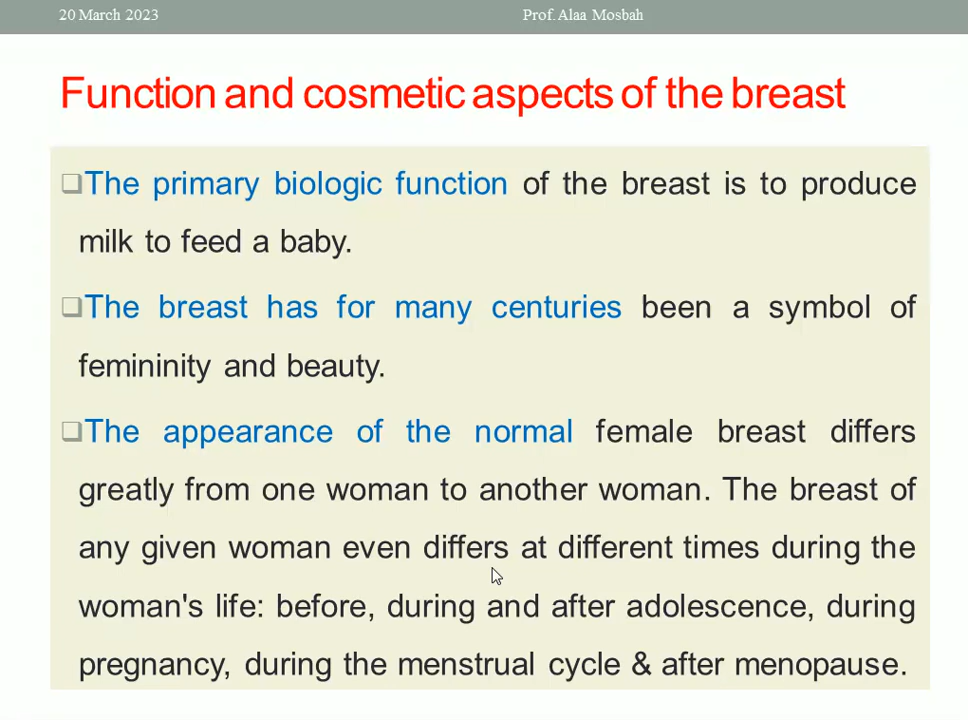 20 March 2023
Prof. Alaa Mosbah
Function and cosmetic aspects of the breast
❑The primary biologic function of the breast is to produce
milk to feed a baby.
❑The breast has for many centuries been a symbol of
femininity and beauty.
❑The appearance of the normal female breast differs
greatly from one woman to another woman. The breast of
any given woman even differs at different times during the
woman's life: before, during and after adolescence, during
pregnancy, during the menstrual cycle & after menopause.